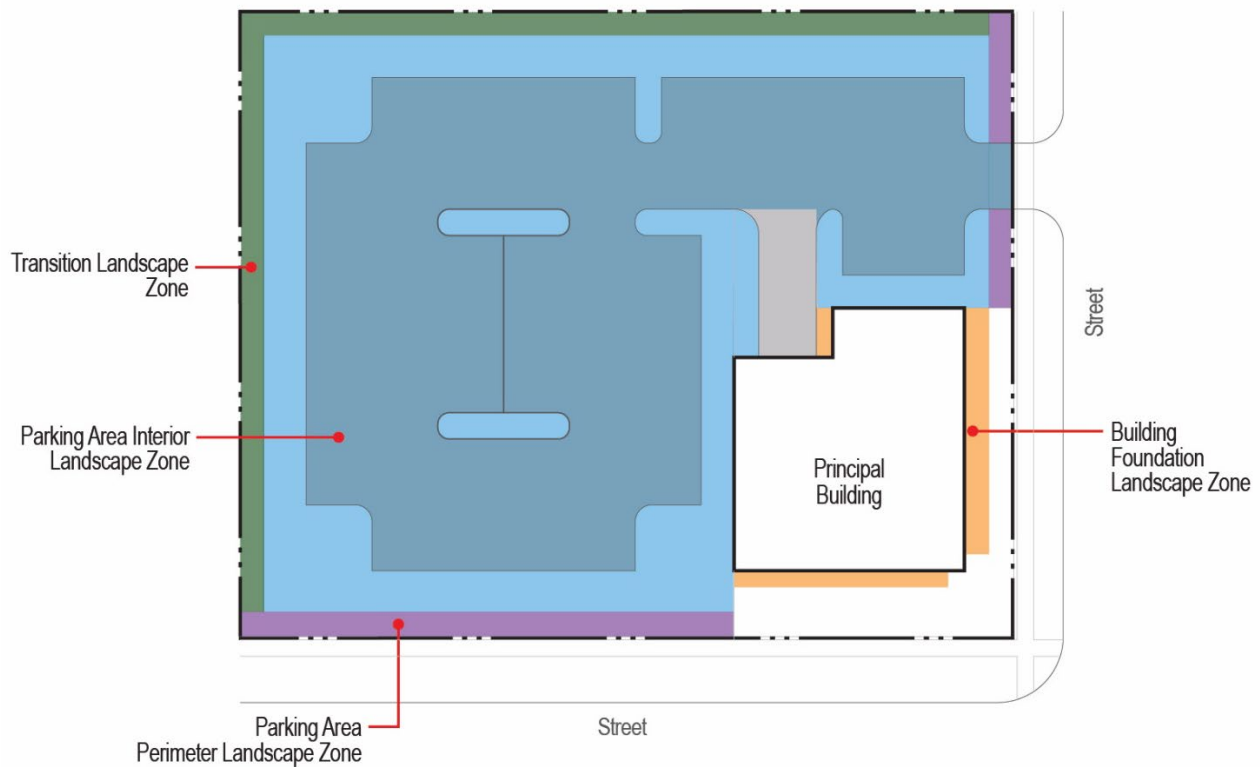 Transition Landscape
Zone
Street
Parking Area Interior
Landscape Zone
Principal
Building
Building
Foundation
Landscape Zone
Parking Area
Perimeter Landscape Zone
Street